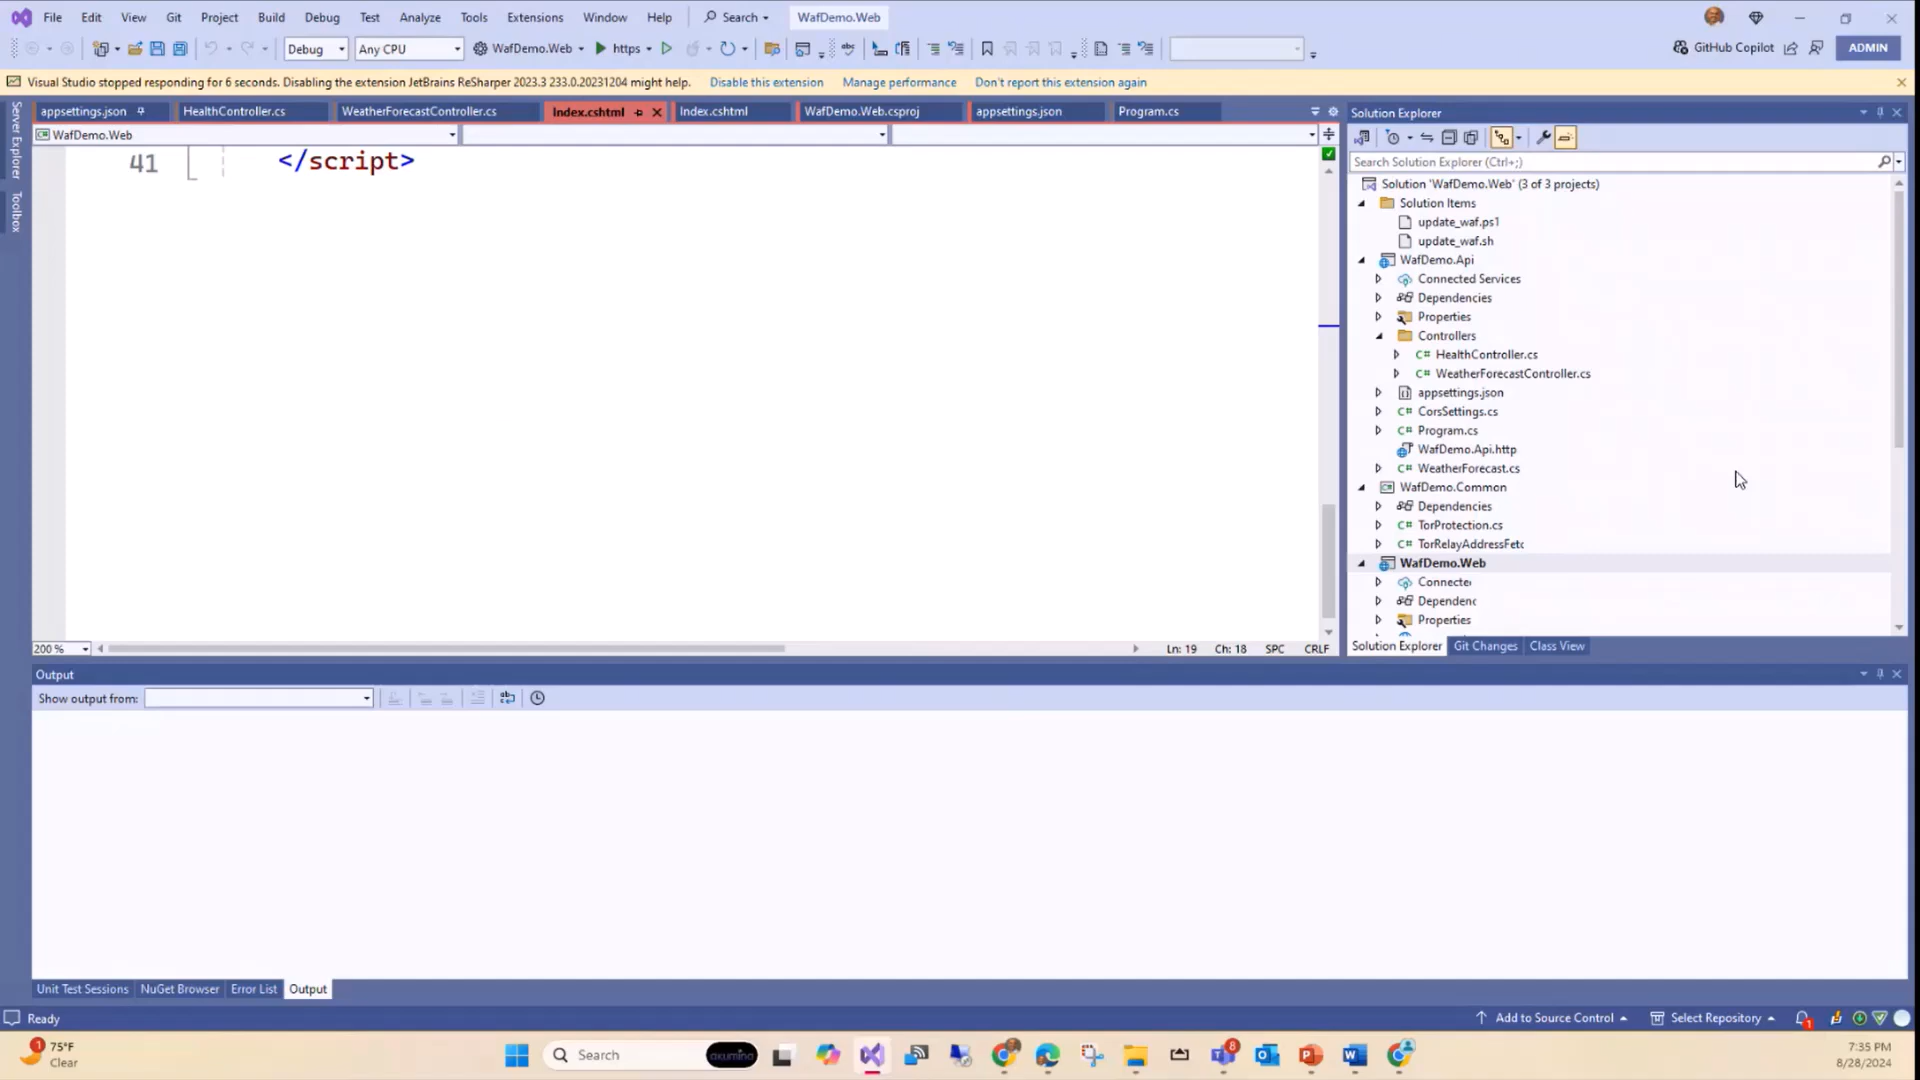 File Edit View Git Project Build Debug Test Analyze Tools Extensions Window Help Search WafDemo.Web
Debug Any CPU WafDemo.Web https GitHub Copilot ADMIN
Visual Studio stopped responding for 6 seconds. Disabling the extension JetBrains ReSharper 2023.3 233.0.20231204 might help. Disable this extension Manage performance Don't report this extension again
Server Explorer
Toolbox
appsettings.json HealthController.cs WeatherForecastController.cs Index.cshtml Index.cshtml WafDemo.Web.csproj appsettings.json Program.cs
WafDemo.Web
41 </script>
200 % Ln: 19 Ch: 18 SPC CRLF
Solution Explorer
Search Solution Explorer (Ctrl+;)
Solution 'WafDemo.Web' (3 of 3 projects)
Solution Items
update_waf.ps1
update_waf.sh
WafDemo.Api
Connected Services
Dependencies
Properties
Controllers
C# HealthController.cs
C# WeatherForecastController.cs
appsettings.json
C# CorsSettings.cs
C# Program.cs
WafDemo.Api.http
C# WeatherForecast.cs
C# WafDemo.Common
Dependencies
C# TorProtection.cs
C# TorRelayAddressFetc
WafDemo.Web
Connecte
Dependenc
Properties
Solution Explorer Git Changes Class View
Output
Show output from:
Unit Test Sessions NuGet Browser Error List Output
Ready Add to Source Control Select Repository 1
1 75°F
Clear
Search akumina 8
7:35 PM
8/28/2024